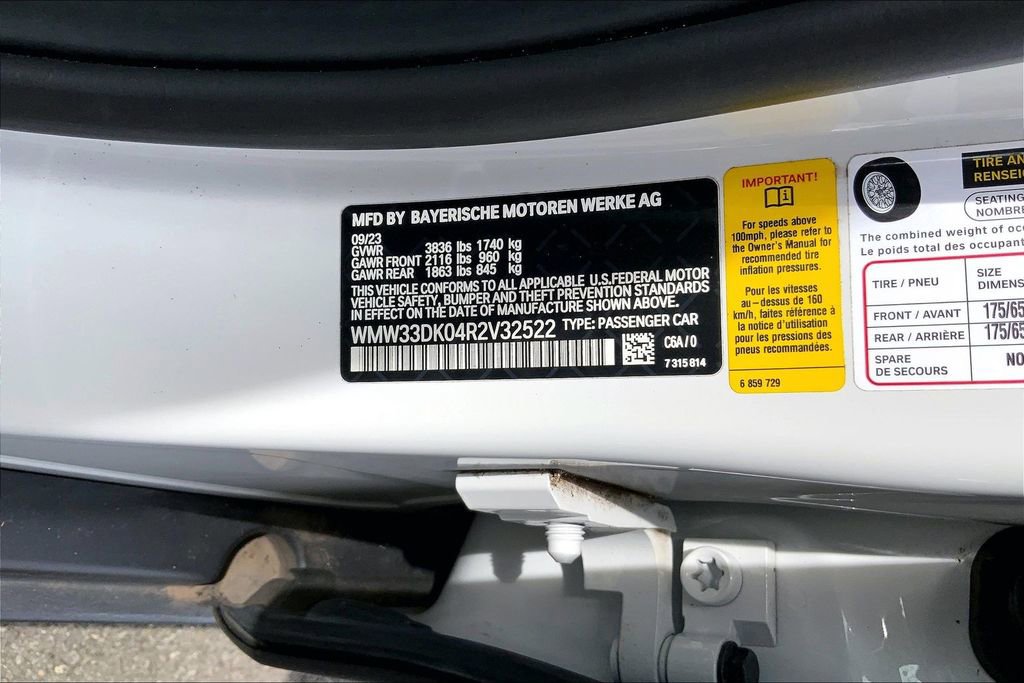 MFD BY BAYERISCHE MOTOREN WERKE AG
09/23
GVWR 3836 lbs 1740 kg
GAWR FRONT 2116 lbs 960 kg
GAWR REAR 1863 lbs 845 kg
THIS VEHICLE CONFORMS TO ALL APPLICABLE U.S.FEDERAL MOTOR
VEHICLE SAFETY, BUMPER AND THEFT PREVENTION STANDARDS
IN EFFECT ON THE DATE OF MANUFACTURE SHOWN ABOVE.
WMW33DK04R2V32522 TYPE: PASSENGER CAR
C6A / 0
7 315 814
IMPORTANT!
For speeds above
100mph, please refer to
the Owner's Manual for
recommended tire
inflation pressures.
Pour les vitesses
au-dessus de 160
km/h, faites référence à
la notice d'utilisation
pour les pressions des
pneus recommandées.
6 859 729
TIRE AN
RENSEI
SEATING
NOMBRE
The combined weight of oc
Le poids total des occupant
TIRE / PNEU SIZE
DIMENS
FRONT / AVANT 175/65
REAR / ARRIÈRE 175/65
SPARE
DE SECOURS NO